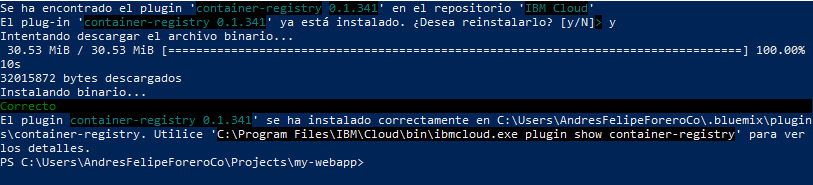 Se ha encontrado el plugin 'container-registry 0.1.341' en el repositorio 'IBM Cloud'
El plug-in 'container-registry 0.1.341' ya está instalado. ¿Desea reinstalarlo? [y/N]> y
Intentando descargar el archivo binario...
 30.53 MiB / 30.53 MiB [=========================================================================] 100.00%
10s
32015872 bytes descargados
Instalando binario...
Correcto
El plugin container-registry 0.1.341' se ha instalado correctamente en C:\Users\AndresFelipeForeroCo\.bluemix\plugin
s\container-registry. Utilice 'C:\Program Files\IBM\Cloud\bin\ibmcloud.exe plugin show container-registry' para ver
los detalles.
PS C:\Users\AndresFelipeForeroCo\Projects\my-webapp>